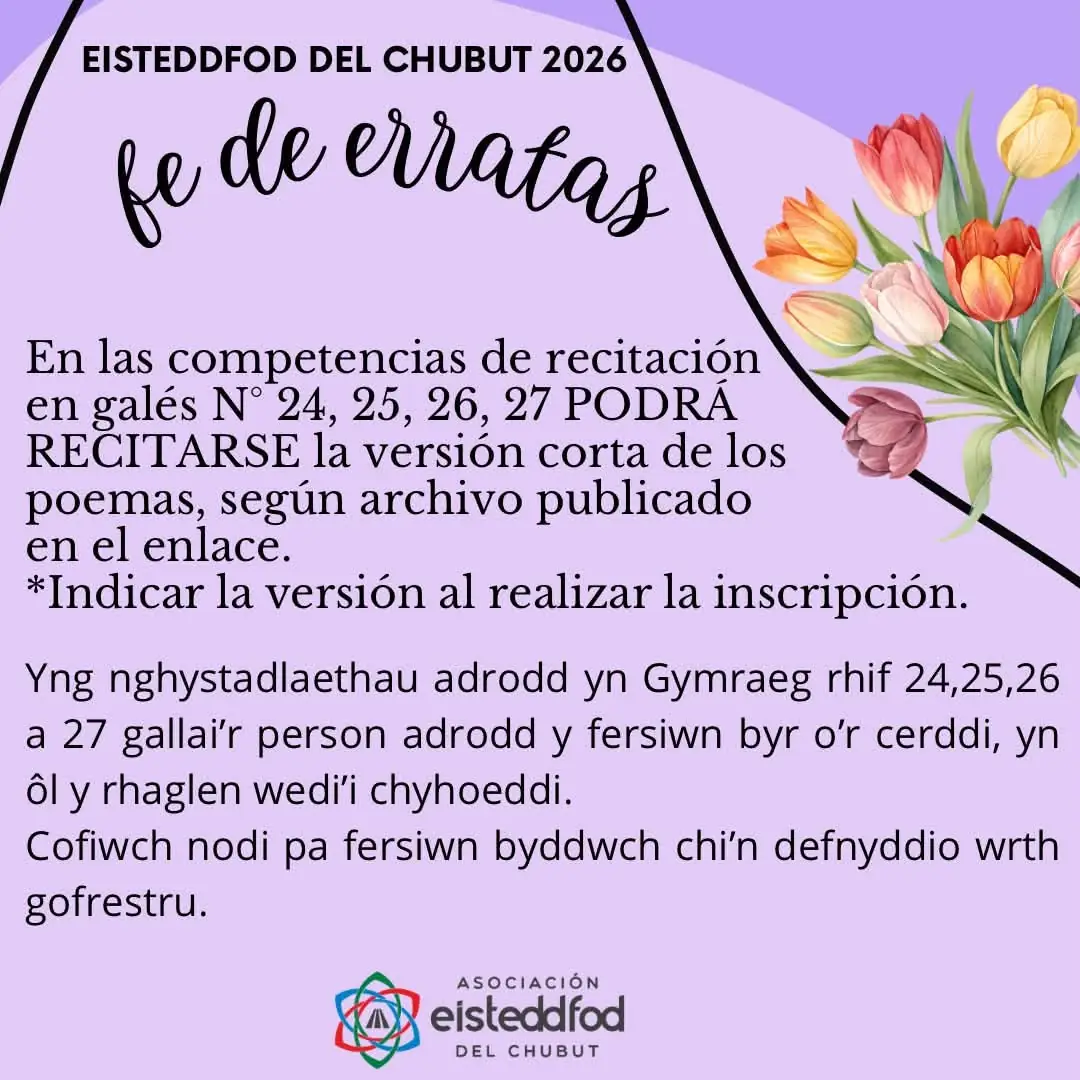 EISTEDDFOD DEL CHUBUT 2026
fe de erratas
En las competencias de recitación
en galés N° 24, 25, 26, 27 PODRÁ
RECITARSE la versión corta de los
poemas, según archivo publicado
en el enlace.
*Indicar la versión al realizar la inscripción.
Yng nghystadlaethau adrodd yn Gymraeg rhif 24,25,26
a 27 gallai’r person adrodd y fersiwn byr o’r cerddi, yn
ôl y rhaglen wedi’i chyhoeddi.
Cofiwch nodi pa fersiwn byddwch chi’n defnyddio wrth
gofrestru.
ASOCIACIÓN
eisteddfod
DEL CHUBUT